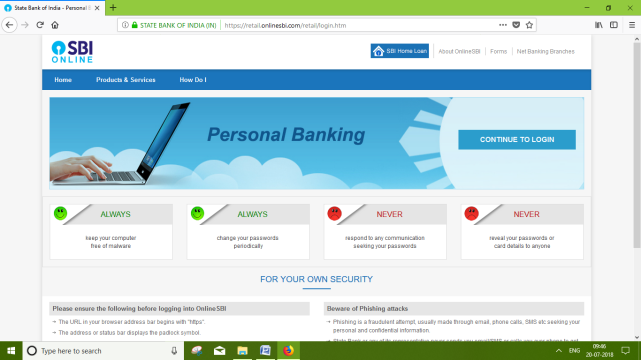 State Bank of India - Personal B
STATE BANK OF INDIA (IN) https://retail.onlinesbi.com/retail/login.htm
SBI
ONLINE
SBI Home Loan About OnlineSBI Forms Net Banking Branches
Home Products & Services How Do I
Personal Banking
CONTINUE TO LOGIN
ALWAYS
keep your computer
free of malware
ALWAYS
change your passwords
periodically
NEVER
respond to any communication
seeking your passwords
NEVER
reveal your passwords or
card details to anyone
FOR YOUR OWN SECURITY
Please ensure the following before logging into OnlineSBI
The URL in your browser address bar begins with "https".
The address or status bar displays the padlock symbol.
Beware of Phishing attacks
Phishing is a fraudulent attempt, usually made through email, phone calls, SMS etc seeking your
personal and confidential information.
Type here to search
ENG
09:46
20-07-2018